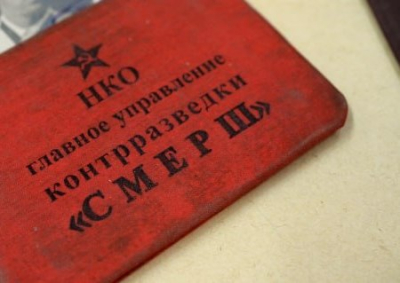 НКО
главное управление
контрразведки
«СМЕРШ»